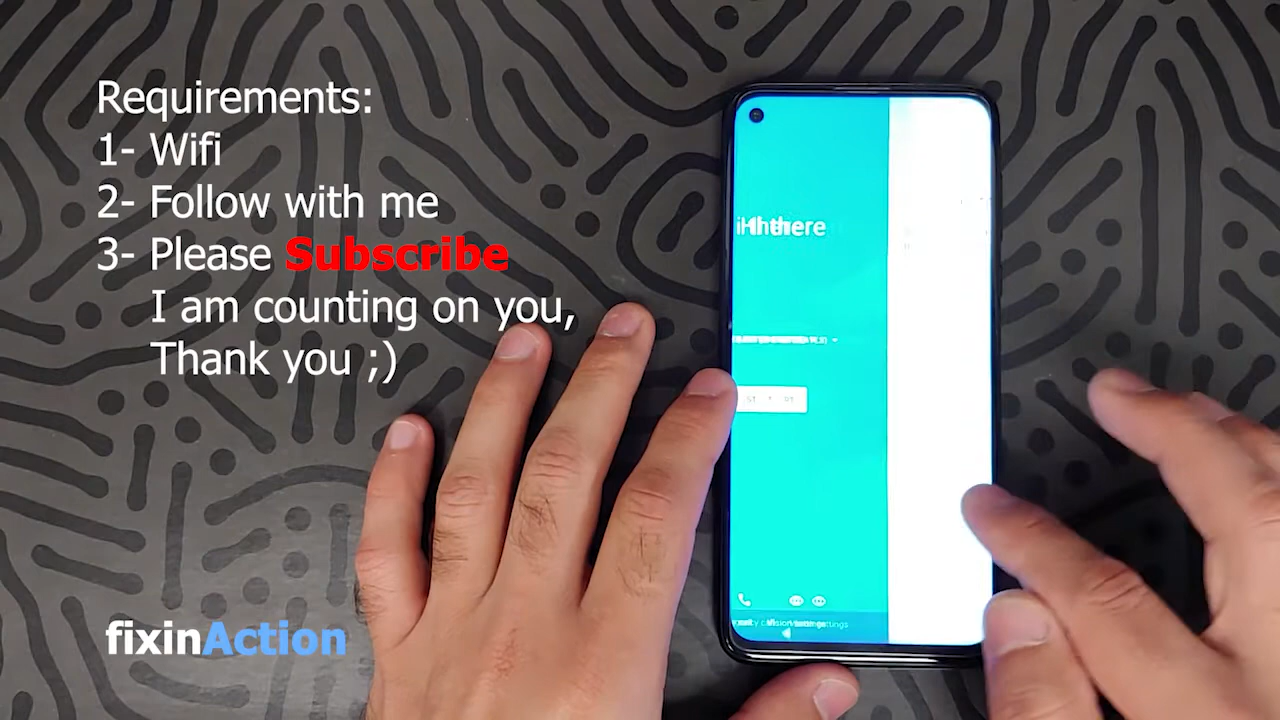 Requirements:
1- Wifi
2- Follow with me
3- Please Subscribe
I am counting on you,
Thank you ;)
fixinAction